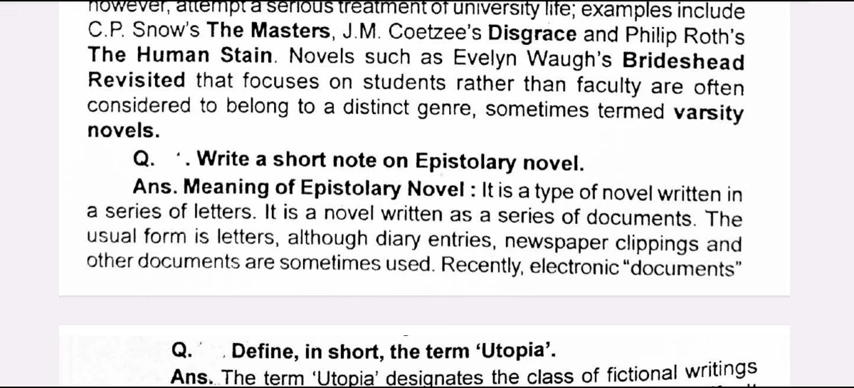 however, attempt a serious treatment of university life; examples include
C.P. Snow's The Masters, J.M. Coetzee's Disgrace and Philip Roth's
The Human Stain. Novels such as Evelyn Waugh's Brideshead
Revisited that focuses on students rather than faculty are often
considered to belong to a distinct genre, sometimes termed varsity
novels.
Q. . Write a short note on Epistolary novel.
Ans. Meaning of Epistolary Novel : It is a type of novel written in
a series of letters. It is a novel written as a series of documents. The
usual form is letters, although diary entries, newspaper clippings and
other documents are sometimes used. Recently, electronic “documents”
Q. . Define, in short, the term ‘Utopia’.
Ans. The term ‘Utopia’ designates the class of fictional writings